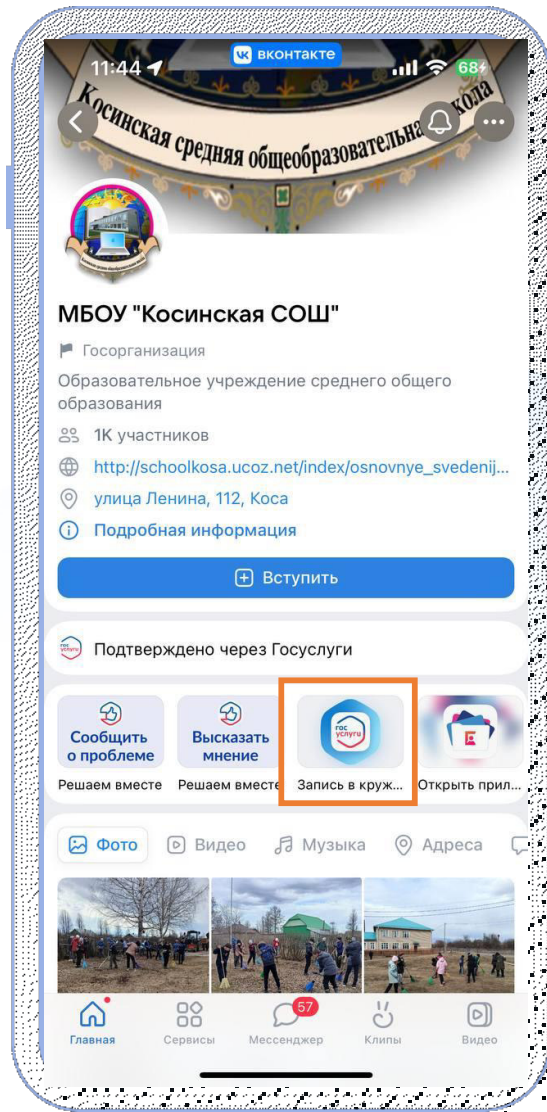 11:44
вконтакте
68
Косинская средняя общеобразовательная школа
МБОУ "Косинская СОШ"
Госорганизация
Образовательное учреждение среднего общего
образования
1K участников
http://schoolkosa.ucoz.net/index/osnovnye_svedenij...
улица Ленина, 112, Коса
Подробная информация
Вступить
гос
услуги
Подтверждено через Госуслуги
Сообщить
о проблеме
Решаем вместе
Высказать
мнение
Решаем вместе
гос
услуги
Запись в круж...
Открыть прил...
Фото
Видео
Музыка
Адреса
57
Главная
Сервисы
Мессенджер
Клипы
Видео